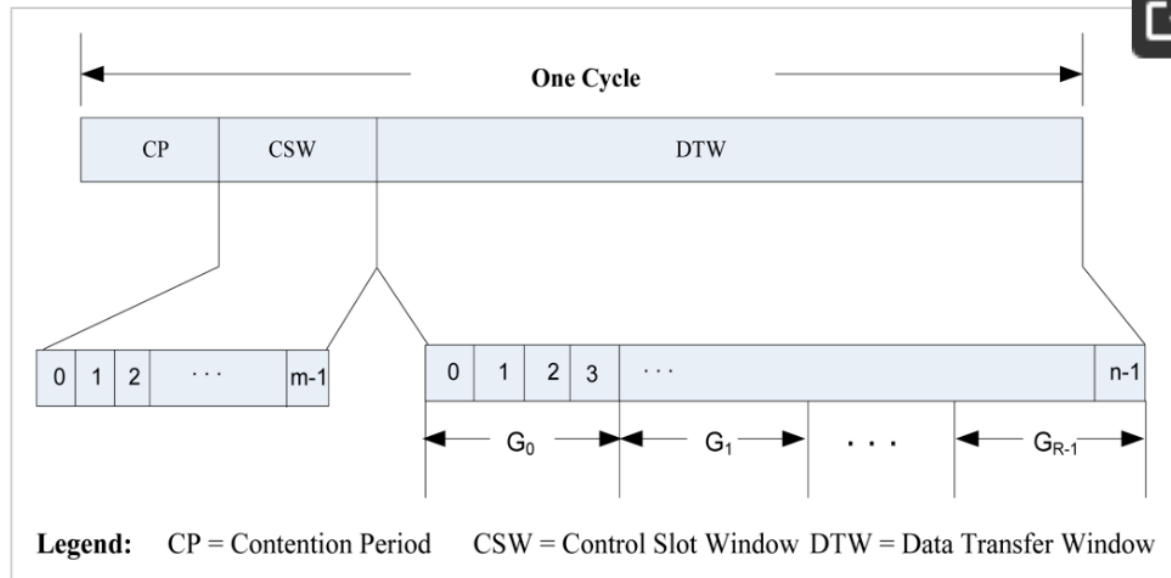 One Cycle
CP CSW DTW
0 1 2 ... m-1 0 1 2 3 ... n-1
G0 G1 ... GR-1
Legend: CP = Contention Period CSW = Control Slot Window DTW = Data Transfer Window